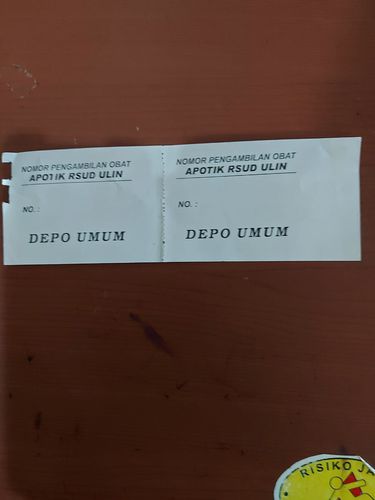 NOMOR PENGAMBILAN OBAT
APOTIK RSUD ULIN
NO. :
DEPO UMUM
NOMOR PENGAMBILAN OBAT
APOTIK RSUD ULIN
NO. :
DEPO UMUM
RISIKO JA